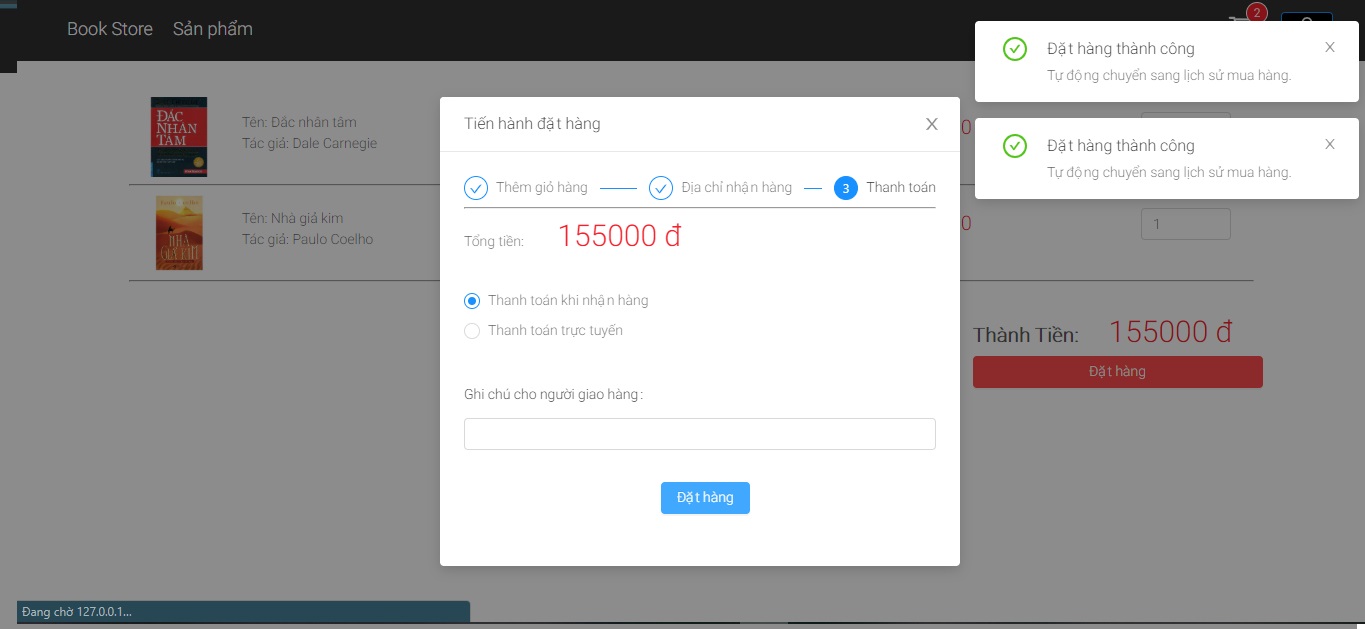 Book Store Sản phẩm
2
Đặt hàng thành công
Tự động chuyển sang lịch sử mua hàng.
Đặt hàng thành công
Tự động chuyển sang lịch sử mua hàng.
ĐẮC
NHÂN
TÂM
Tên: Đắc nhân tâm
Tác giả: Dale Carnegie
0
NHÀ
GIẢ KIM
Tên: Nhà giả kim
Tác giả: Paulo Coelho
0
1
Tiến hành đặt hàng
Thêm giỏ hàng
Địa chỉ nhận hàng
3 Thanh toán
Tổng tiền: 155000 đ
Thanh toán khi nhận hàng
Thanh toán trực tuyến
Ghi chú cho người giao hàng:
Đặt hàng
Thành Tiền: 155000 đ
Đặt hàng
Đang chờ 127.0.0.1...